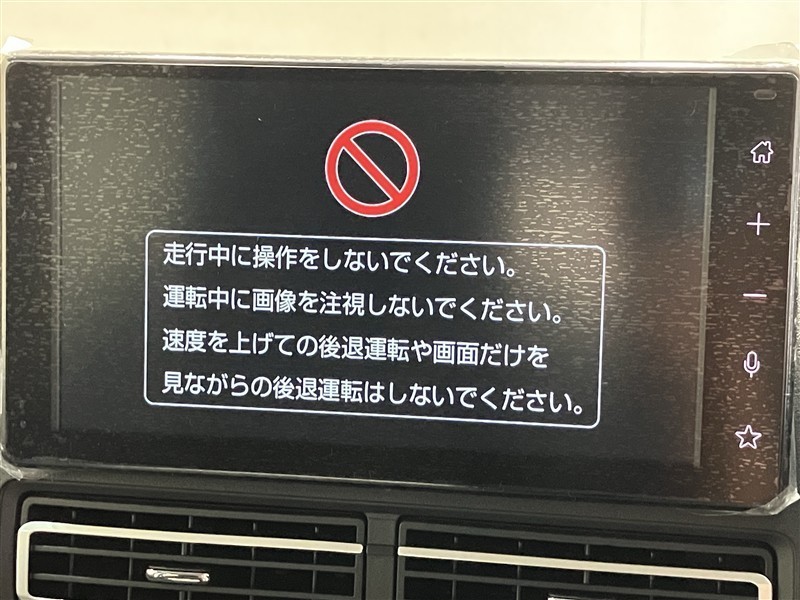 走行中に操作をしないでください。
運転中に画像を注視しないでください。
速度を上げての後退運転や画面だけを
見ながらの後退運転はしないでください。